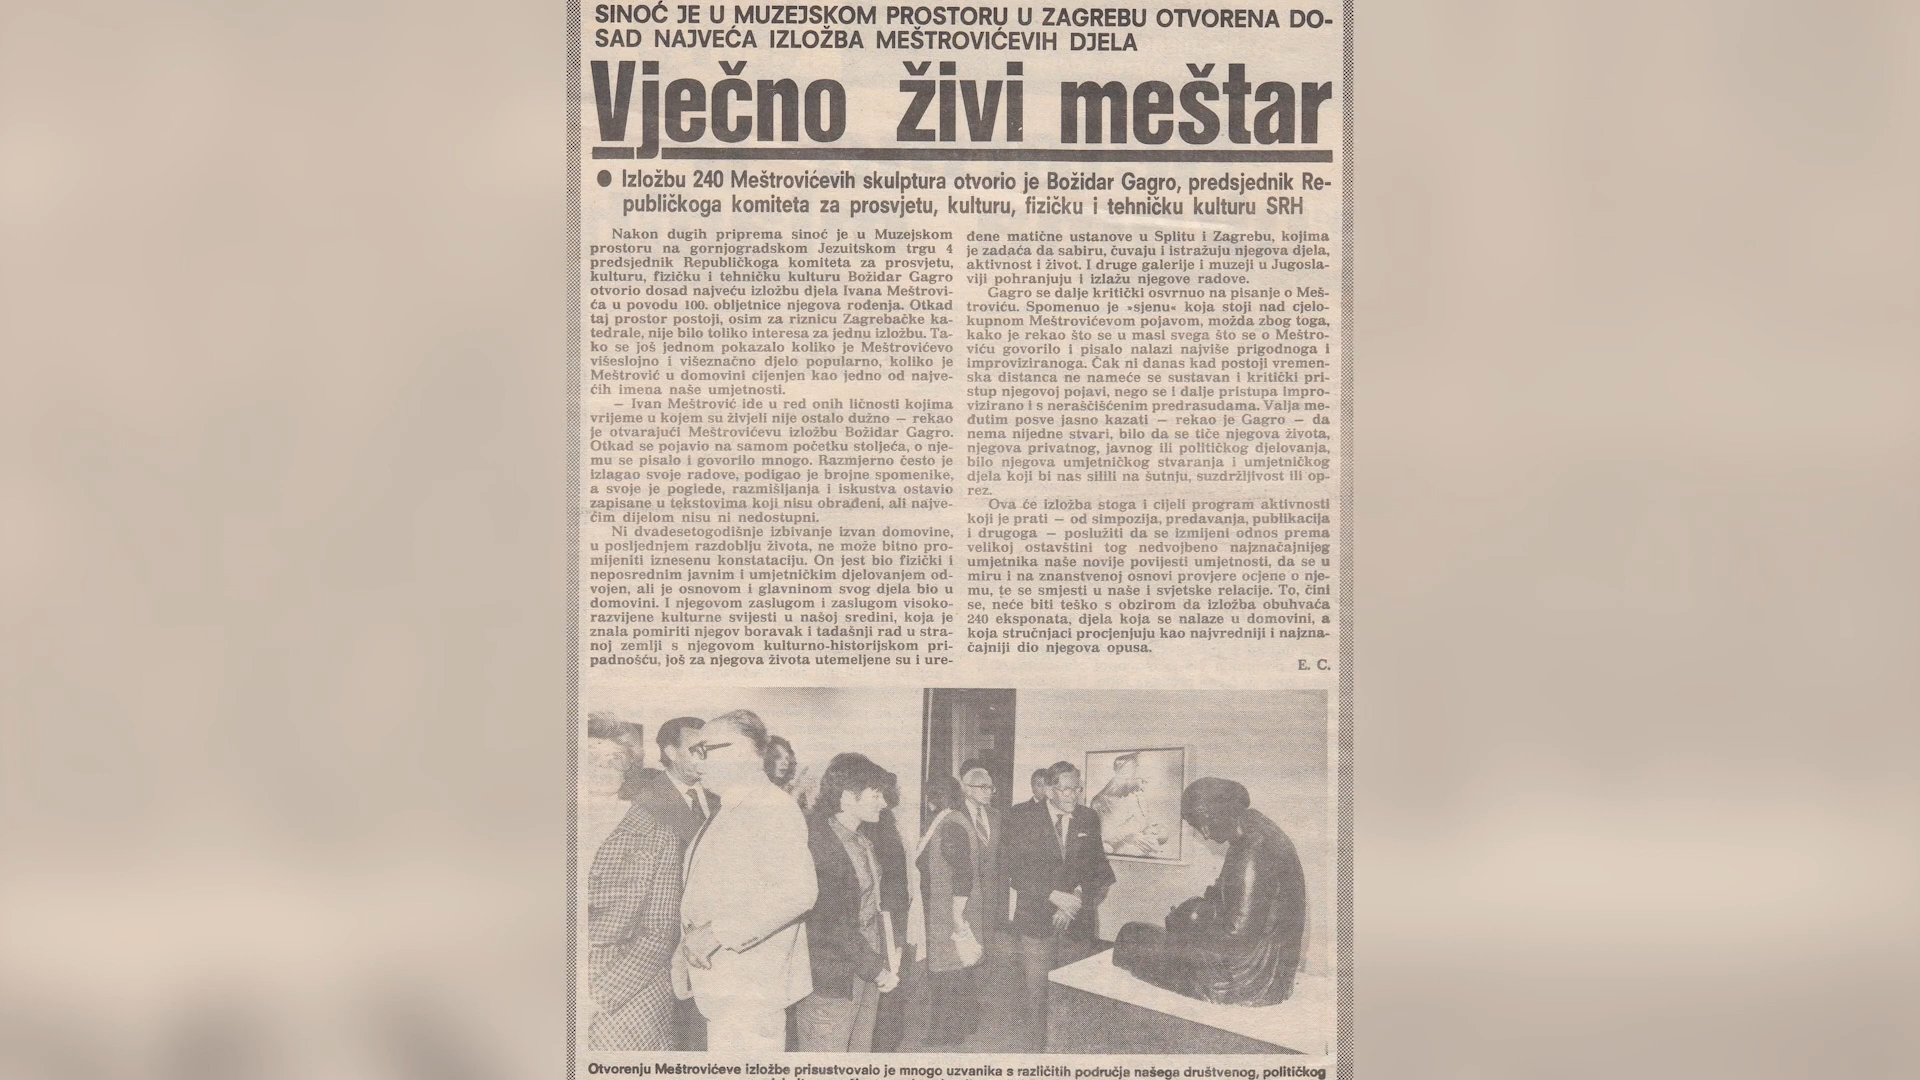 SINOĆ JE U MUZEJSKOM PROSTORU U ZAGREBU OTVORENA DO-
SAD NAJVEĆA IZLOŽBA MEŠTROVIĆEVIH DJELA
Vječno živi meštar
● Izložbu 240 Meštrovićevih skulptura otvorio je Božidar Gagro, predsjednik Re-
publičkoga komiteta za prosvjetu, kulturu, fizičku i tehničku kulturu SRH
Nakon dugih priprema sinoć je u Muzejskom
prostoru na gornjogradskom Jezuitskom trgu 4
predsjednik Republičkoga komiteta za prosvjetu,
kulturu, fizičku i tehničku kulturu Božidar Gagro
otvorio dosad najveću izložbu djela Ivana Meštrovi-
ća u povodu 100. obljetnice njegova rođenja. Otkad
taj prostor postoji, osim za riznicu Zagrebačke ka-
tedrale, nije bilo toliko interesa za jednu izložbu. Ta-
ko se još jednom pokazalo koliko je Meštrovićevo
višeslojno i višeznačno djelo popularno, koliko je
Meštrović u domovini cijenjen kao jedno od najve-
ćih imena naše umjetnosti.
— Ivan Meštrović ide u red onih ličnosti kojima
vrijeme u kojem su živjeli nije ostalo dužno — rekao
je otvarajući Meštrovićevu izložbu Božidar Gagro.
Otkad se pojavio na samom početku stoljeća, o nje-
mu se pisalo i govorilo mnogo. Razmjerno često je
izlagao svoje radove, podigao je brojne spomenike,
a svoje je poglede, razmišljanja i iskustva ostavio
zapisane u tekstovima koji nisu obrađeni, ali najve-
ćim dijelom nisu ni nedostupni.
Ni dvadesetogodišnje izbivanje izvan domovine,
u posljednjem razdoblju života, ne može bitno pro-
mijeniti iznesenu konstataciju. On jest bio fizički i
neposrednim javnim i umjetničkim djelovanjem od-
vojen, ali je osnovom i glavninom svog djela bio u
domovini. I njegovom zaslugom i zaslugom visoko-
razvijene kulturne svijesti u našoj sredini, koja je
znala pomiriti njegov boravak i tadašnji rad u stra-
noj zemlji s njegovom kulturno-historijskom pri-
padnošću, još za njegova života utemeljene su i ure-
đene matične ustanove u Splitu i Zagrebu, kojima
je zadaća da sabiru, čuvaju i istražuju njegova djela,
aktivnost i život. I druge galerije i muzeji u Jugosla-
viji pohranjuju i izlažu njegove radove.
Gagro se dalje kritički osvrnuo na pisanje o Meš-
troviću. Spomenuo je »sjenu« koja stoji nad cjelo-
kupnom Meštrovićevom pojavom, možda zbog toga,
kako je rekao što se u masi svega što se o Meštro-
viću govorilo i pisalo nalazi najviše prigodnoga i
improviziranoga. Čak ni danas kad postoji vremen-
ska distanca ne nameće se sustavan i kritički pri-
stup njegovoj pojavi, nego se i dalje pristupa impro-
vizirano i s neraščišćenim predrasudama. Valja me-
đutim posve jasno kazati — rekao je Gagro — da
nema nijedne stvari, bilo da se tiče njegova života,
njegova privatnog, javnog ili političkog djelovanja,
bilo njegova umjetničkog stvaranja i umjetničkog
djela koji bi nas silili na šutnju, suzdržljivost ili op-
rez.
Ova će izložba stoga i cijeli program aktivnosti
koji je prati — od simpozija, predavanja, publikacija
i drugoga — poslužiti da se izmijeni odnos prema
velikoj ostavštini tog nedvojbeno najznačajnijeg
umjetnika naše novije povijesti umjetnosti, da se u
miru i na znanstvenoj osnovi provjere ocjene o nje-
mu, te se smjesti u naše i svjetske relacije. To, čini
se, neće biti teško s obzirom da izložba obuhvaća
240 eksponata, djela koja se nalaze u domovini, a
koja stručnjaci procjenjuju kao najvredniji i najzna-
čajniji dio njegova opusa.
E. C.
Otvorenju Meštrovićeve izložbe prisustvovalo je mnogo uzvanika s različitih područja našega društvenog, političkog